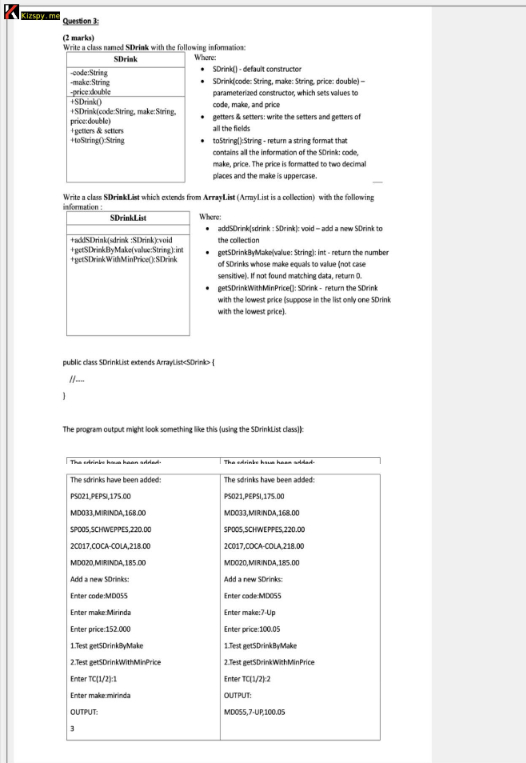 Kizspy.me
Question 3:
(2 marks)
Write a class named SDrink with the following information:
SDrink
-code:String
-make:String
-price:double
+SDrink()
+SDrink(code:String, make:String,
price:double)
+getters & setters
+toString():String
Where:
• SDrink() - default constructor
• SDrink(code: String, make: String, price: double) –
parameterized constructor, which sets values to
code, make, and price
• getters & setters: write the setters and getters of
all the fields
• toString():String - return a string format that
contains all the information of the SDrink: code,
make, price. The price is formatted to two decimal
places and the make is uppercase.
Write a class SDrinkList which extends from ArrayList (ArrayList is a collection) with the following
information :
SDrinkList
+addSDrink(sdrink :SDrink):void
+getSDrinkByMake(value:String):int
+getSDrinkWithMinPrice():SDrink
Where:
• addSDrink(sdrink : SDrink): void – add a new SDrink to
the collection
• getSDrinkByMake(value: String): int - return the number
of SDrinks whose make equals to value (not case
sensitive). If not found matching data, return 0.
• getSDrinkWithMinPrice(): SDrink - return the SDrink
with the lowest price (suppose in the list only one SDrink
with the lowest price).
public class SDrinkList extends ArrayList<SDrink> {
//....
}
The program output might look something like this (using the SDrinkList class)):
The sdrinks have been added:
The sdrinks have been added:
The sdrinks have been added:
PS021,PEPSI,175.00
MD033,MIRINDA,168.00
SP005,SCHWEPPES,220.00
2C017,COCA-COLA,218.00
MD020,MIRINDA,185.00
Add a new SDrinks:
Enter code:MD055
Enter make:Mirinda
Enter price:152.000
1.Test getSDrinkByMake
2.Test getSDrinkWithMinPrice
Enter TC(1/2):1
Enter make:mirinda
OUTPUT:
3
The sdrinks have been added:
PS021,PEPSI,175.00
MD033,MIRINDA,168.00
SP005,SCHWEPPES,220.00
2C017,COCA-COLA,218.00
MD020,MIRINDA,185.00
Add a new SDrinks:
Enter code:MD055
Enter make:7-Up
Enter price:100.05
1.Test getSDrinkByMake
2.Test getSDrinkWithMinPrice
Enter TC(1/2):2
OUTPUT:
MD055,7-UP,100.05